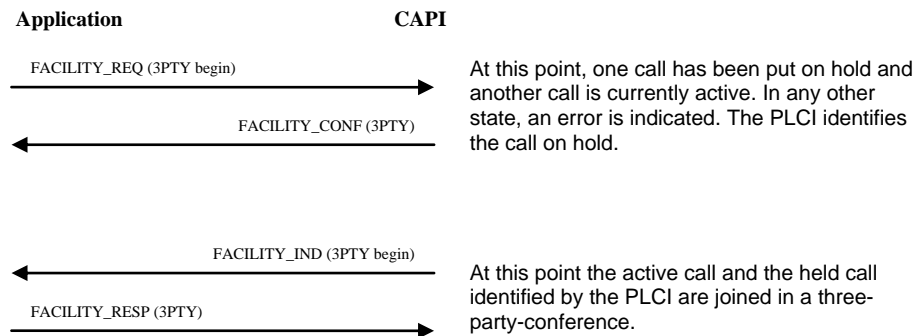 Application CAPI
FACILITY_REQ (3PTY begin)
At this point, one call has been put on hold and
another call is currently active. In any other
state, an error is indicated. The PLCI identifies
the call on hold.
FACILITY_CONF (3PTY)
FACILITY_IND (3PTY begin)
At this point the active call and the held call
identified by the PLCI are joined in a three-
party-conference.
FACILITY_RESP (3PTY)